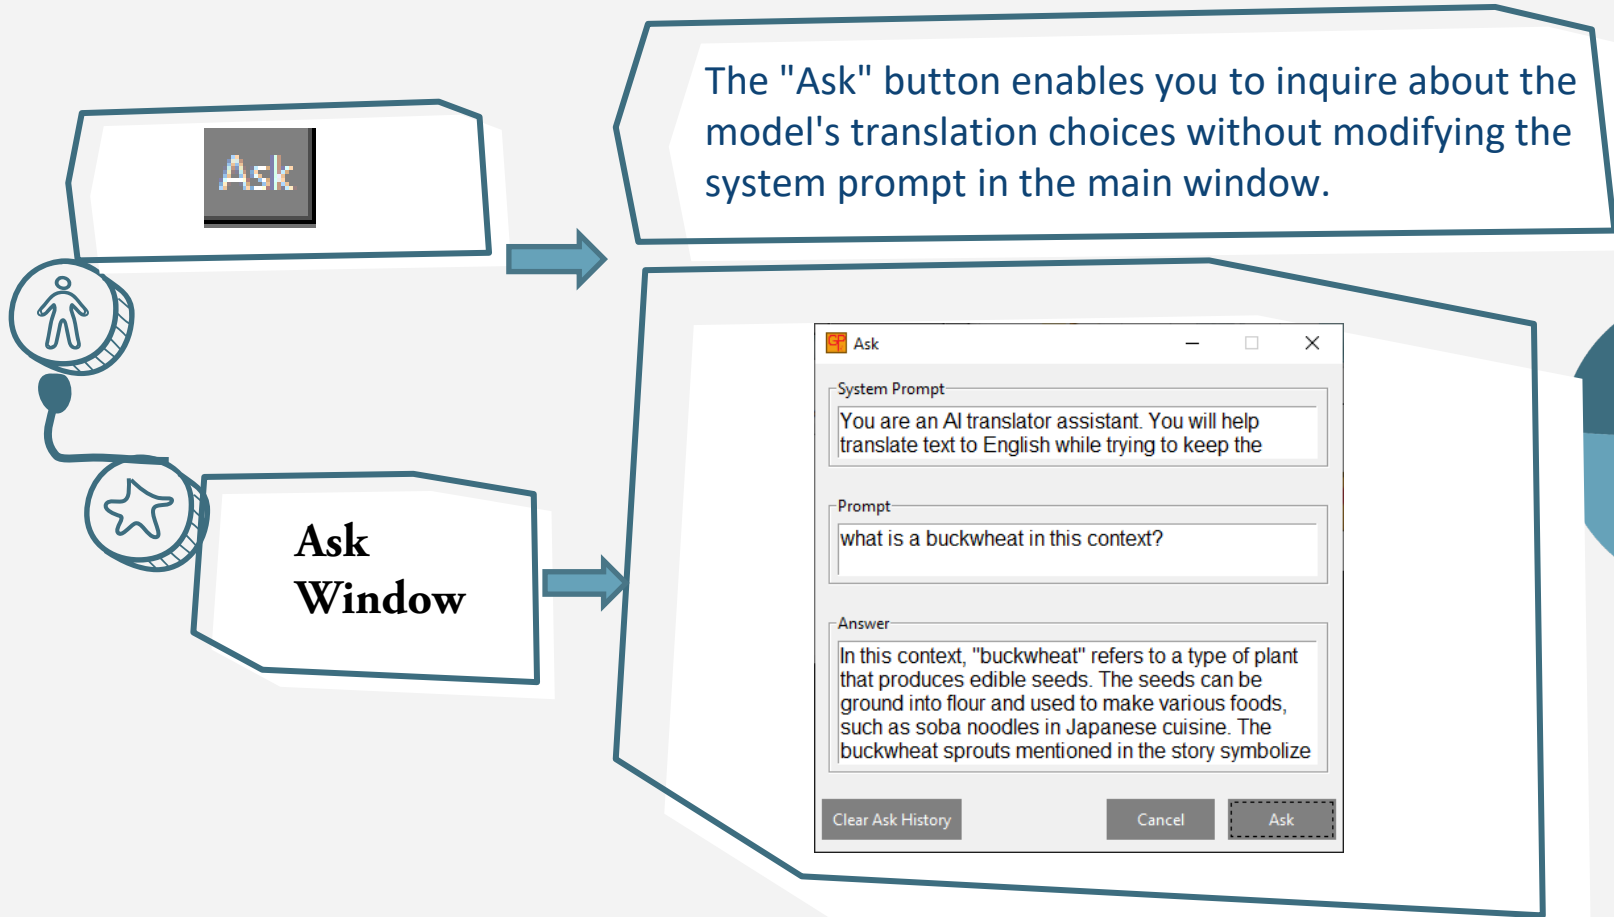 The "Ask" button enables you to inquire about the
model's translation choices without modifying the
system prompt in the main window.
Ask
Ask
Window
Ask
System Prompt
You are an AI translator assistant. You will help
translate text to English while trying to keep the
Prompt
what is a buckwheat in this context?
Answer
In this context, "buckwheat" refers to a type of plant
that produces edible seeds. The seeds can be
ground into flour and used to make various foods,
such as soba noodles in Japanese cuisine. The
buckwheat sprouts mentioned in the story symbolize
Clear Ask History
Cancel
Ask